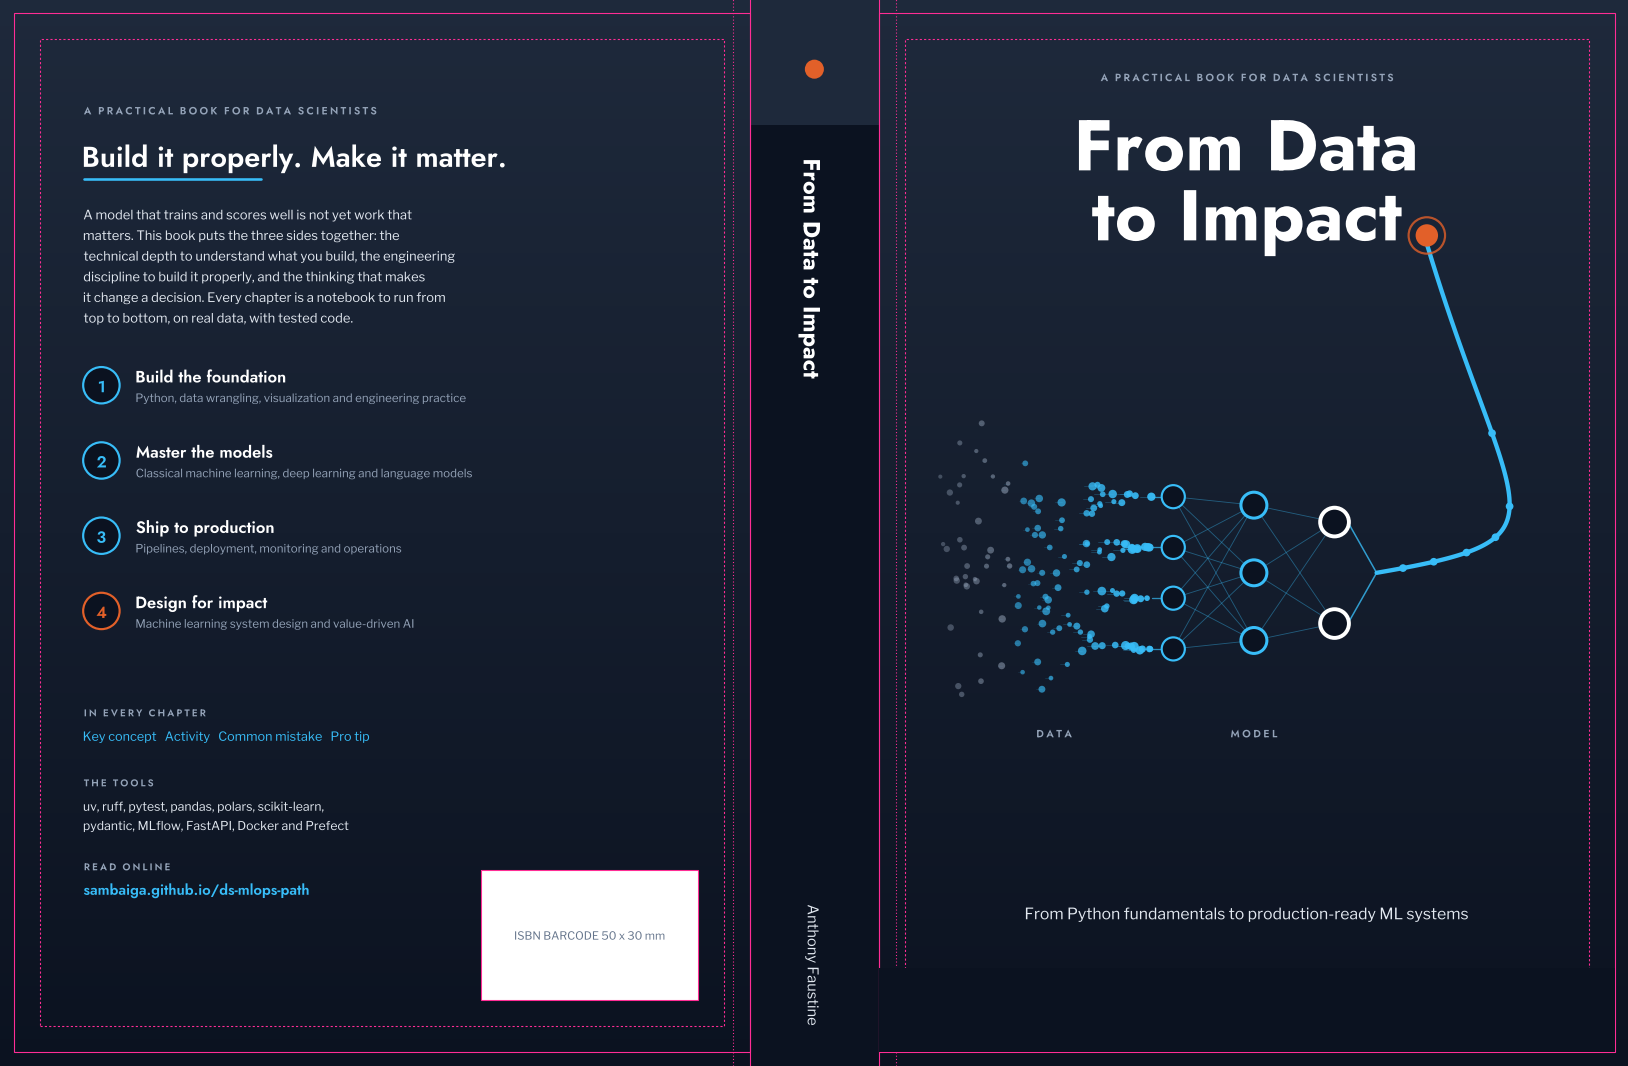 A PRACTICAL BOOK FOR DATA SCIENTISTS
Build it properly. Make it matter.
A model that trains and scores well is not yet work that
matters. This book puts the three sides together: the
technical depth to understand what you build, the engineering
discipline to build it properly, and the thinking that makes
it change a decision. Every chapter is a notebook to run from
top to bottom, on real data, with tested code.
1
Build the foundation
Python, data wrangling, visualization and engineering practice
2
Master the models
Classical machine learning, deep learning and language models
3
Ship to production
Pipelines, deployment, monitoring and operations
4
Design for impact
Machine learning system design and value-driven AI
IN EVERY CHAPTER
Key concept Activity Common mistake Pro tip
THE TOOLS
uv, ruff, pytest, pandas, polars, scikit-learn,
pydantic, MLflow, FastAPI, Docker and Prefect
READ ONLINE
sambaiga.github.io/ds-mlops-path
ISBN BARCODE 50 x 30 mm
From Data to Impact
Anthony Faustine
A PRACTICAL BOOK FOR DATA SCIENTISTS
From Data
to Impact
DATA
MODEL
From Python fundamentals to production-ready ML systems